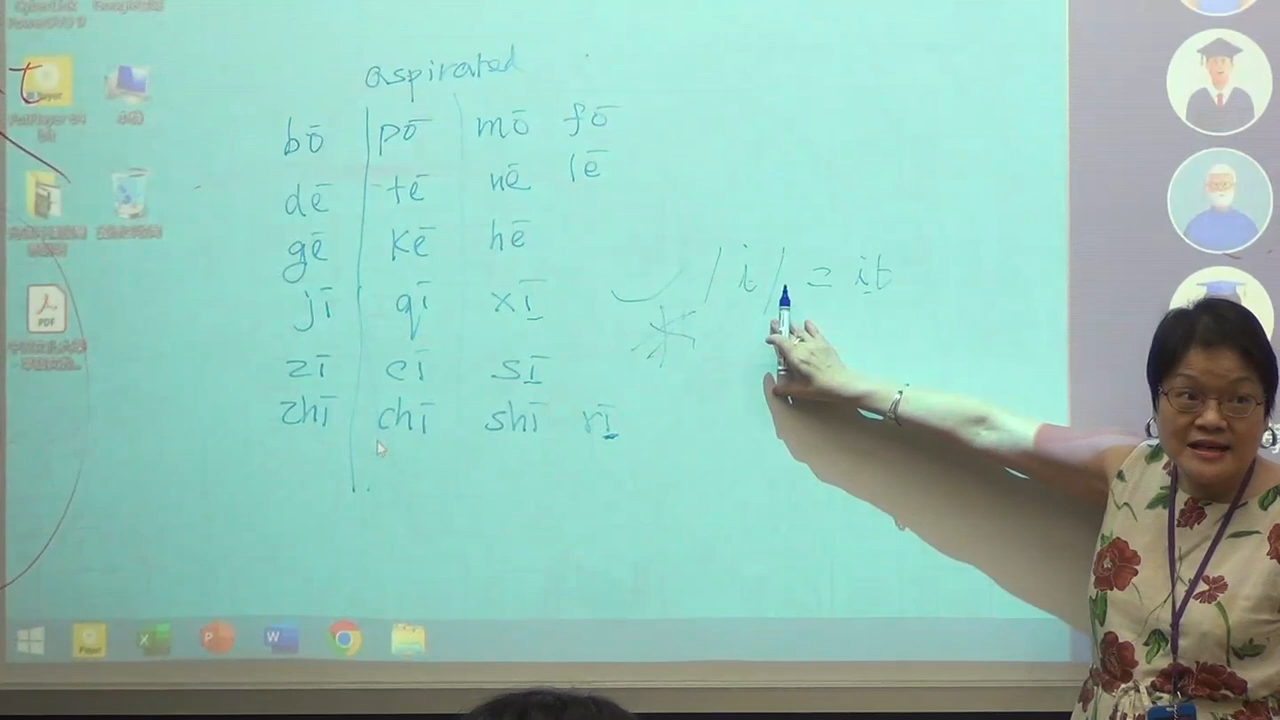 aspirated
bō pō mō fō
dē tē nē lē
gē kē hē
jī qī xī
/i/ = it
zī cī sī
zhī chī shī rī
t
PDF